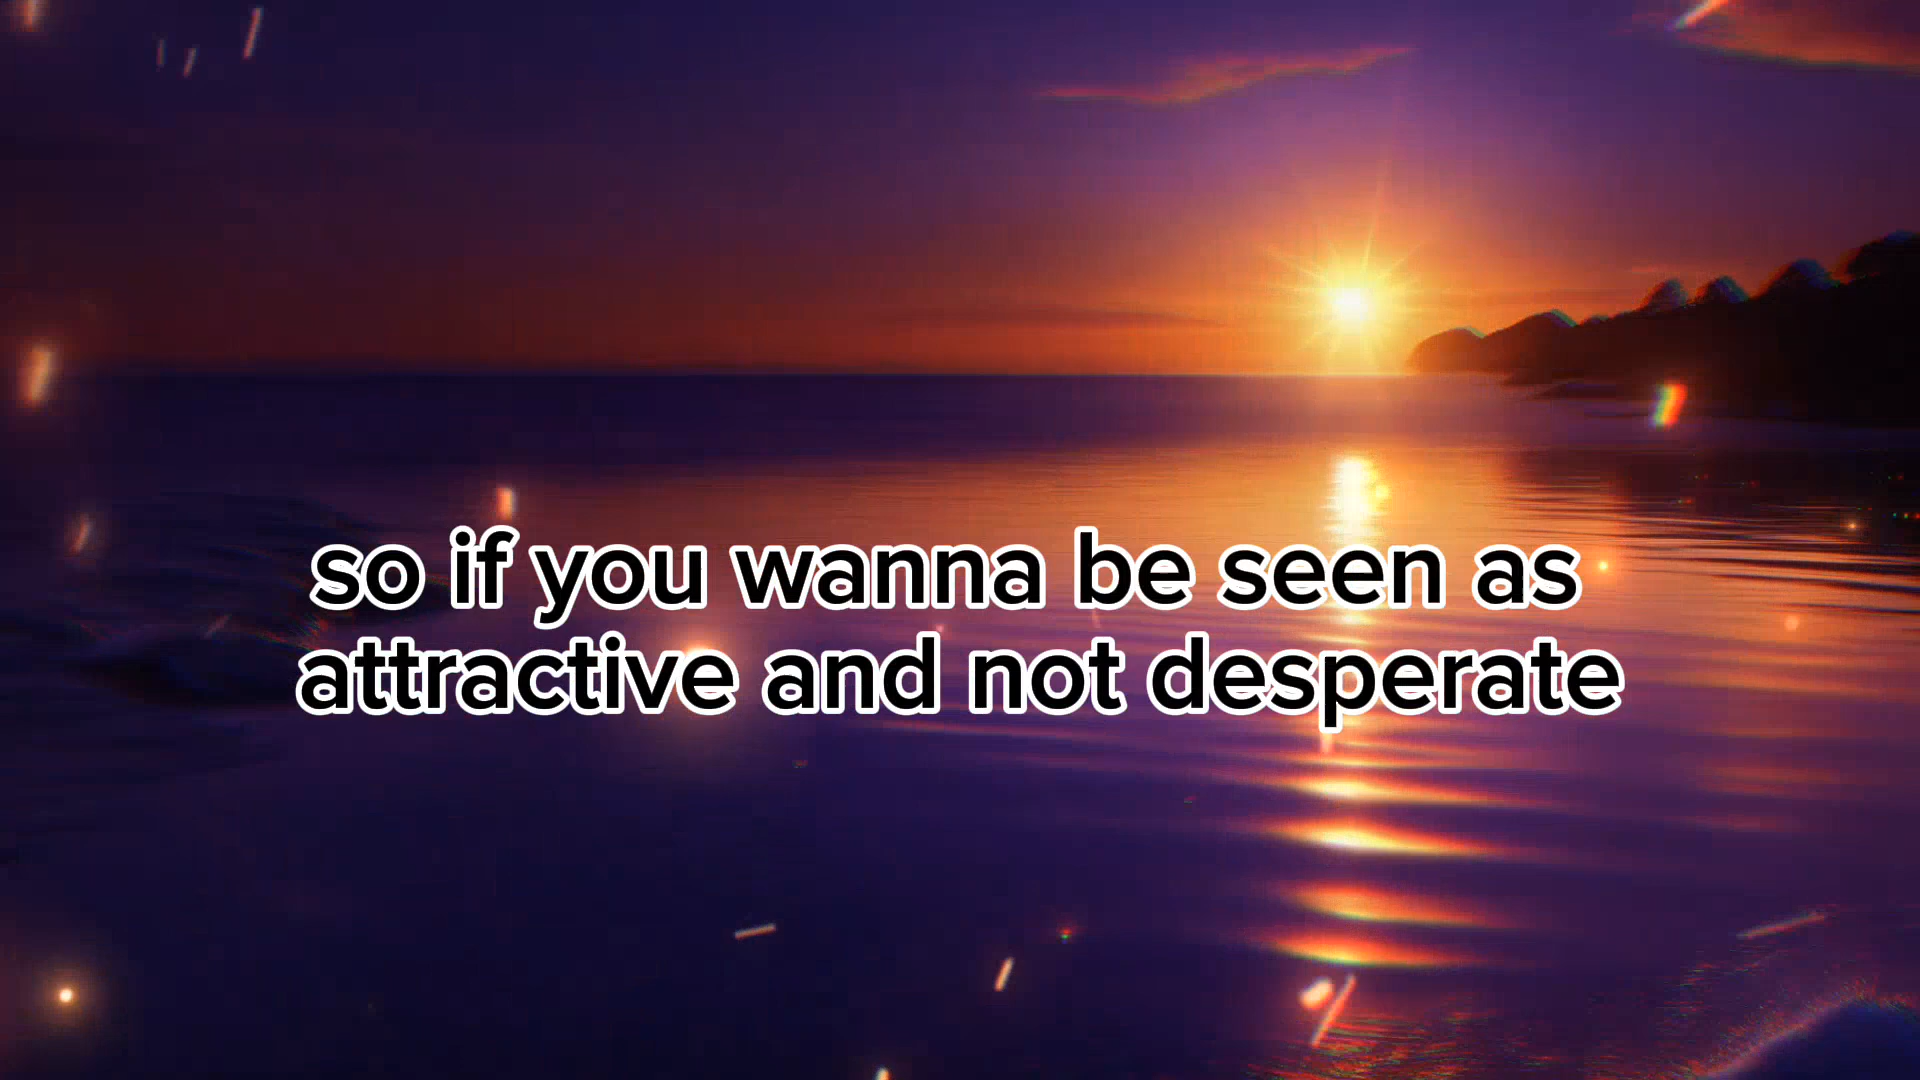 so if you wanna be seen as
attractive and not desperate